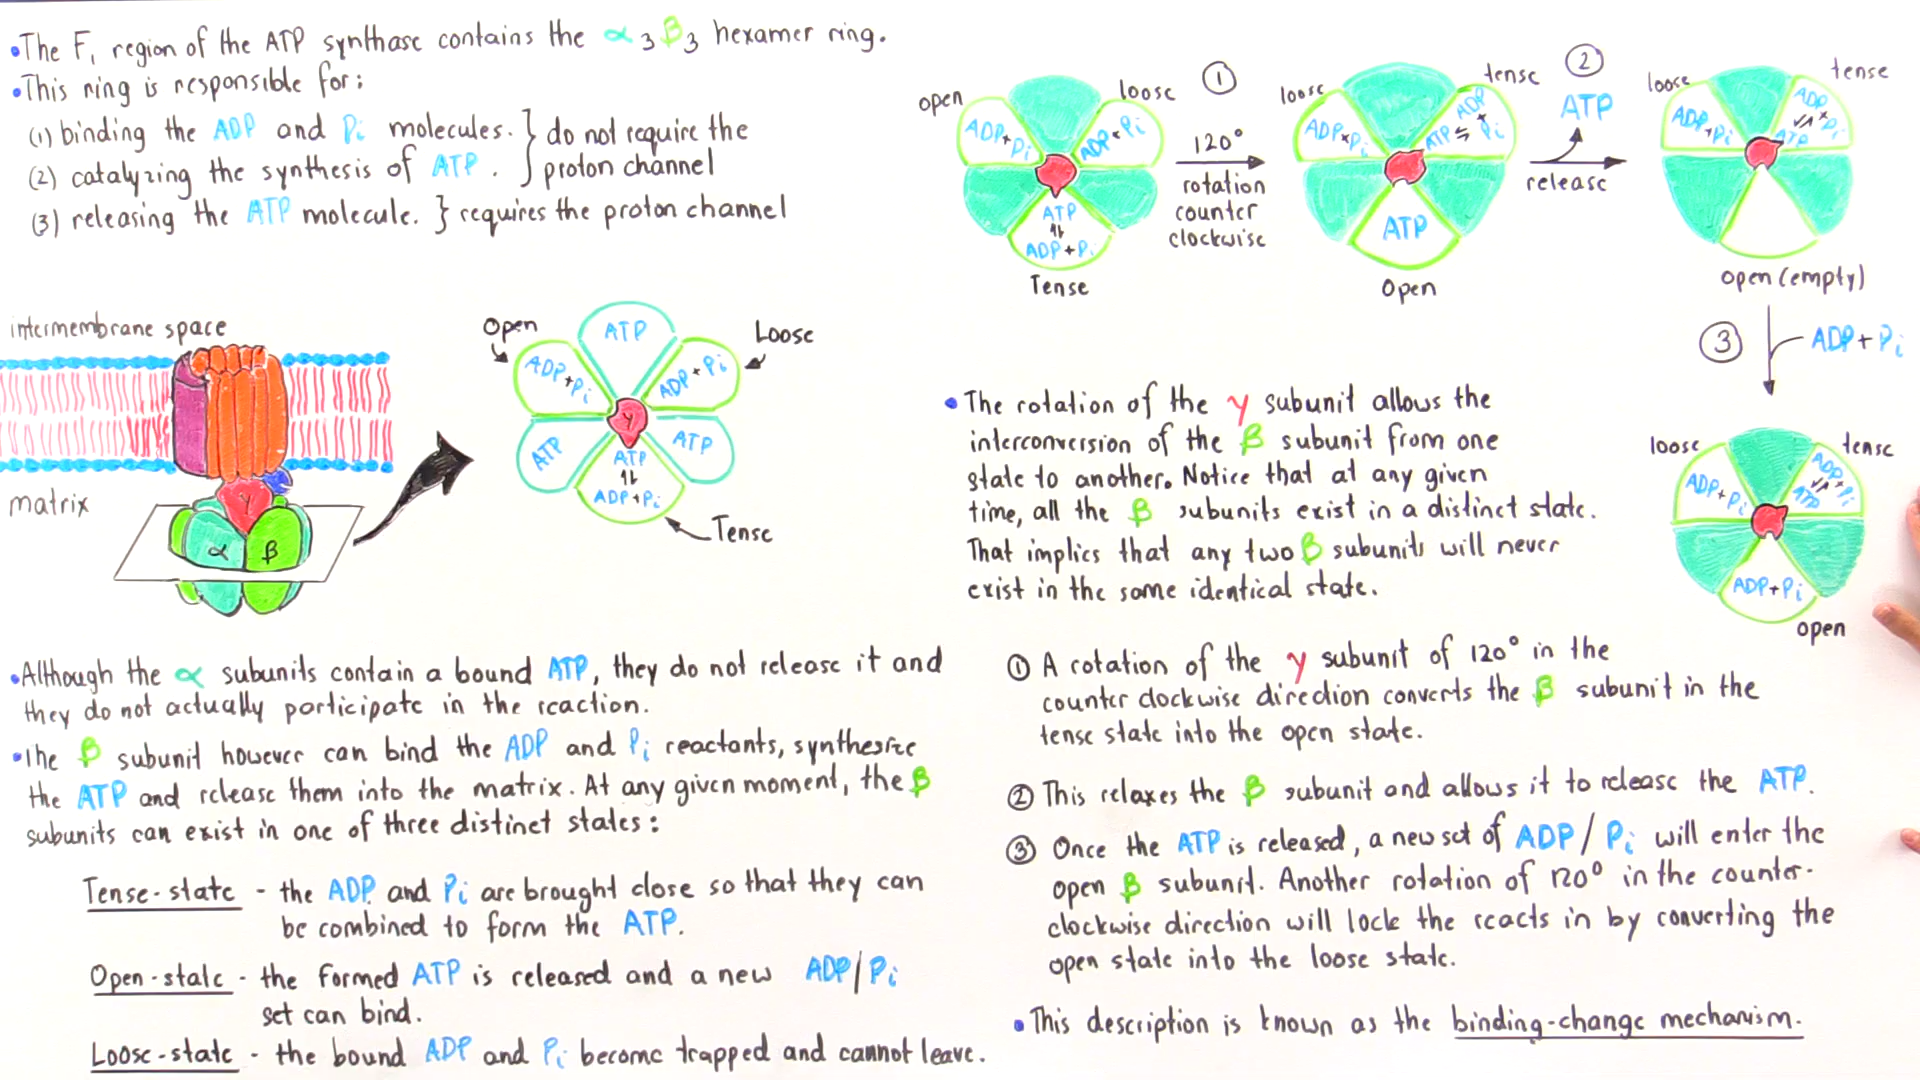 •The F1 region of the ATP synthase contains the α3β3 hexamer ring.
•This ring is responsible for:
(1) binding the ADP and Pi molecules. } do not require the
(2) catalyzing the synthesis of ATP. proton channel
(3) releasing the ATP molecule. } requires the proton channel
intermembrane space
matrix
γ
α
β
Open
Loose
ATP
ADP+Pi
ADP+Pi
γ
ATP
ATP
ATP
⇅
ADP+Pi
Tense
•Although the α subunits contain a bound ATP, they do not release it and
they do not actually participate in the reaction.
•The β subunit however can bind the ADP and Pi reactants, synthesize
the ATP and release them into the matrix. At any given moment, the β
subunits can exist in one of three distinct states:
Tense-state - the ADP and Pi are brought close so that they can
be combined to form the ATP.
Open-state - the formed ATP is released and a new ADP/Pi
set can bind.
Loose-state - the bound ADP and Pi become trapped and cannot leave.
open
loose
ADP+Pi
ADP+Pi
ATP
⇅
ADP+Pi
Tense
①
120°
rotation
counter
clockwise
loose
tense
ADP+Pi
ATP ⇆ ADP+Pi
ATP
Open
②
ATP
release
loose
tense
ADP+Pi
ADP+Pi
ATP
open (empty)
③
ADP+Pi
loose
tense
ADP+Pi
ADP+Pi
ATP
ADP+Pi
open
•The rotation of the γ subunit allows the
interconversion of the β subunit from one
state to another. Notice that at any given
time, all the β subunits exist in a distinct state.
That implies that any two β subunits will never
exist in the same identical state.
① A rotation of the γ subunit of 120° in the
counter clockwise direction converts the β subunit in the
tense state into the open state.
② This relaxes the β subunit and allows it to release the ATP.
③ Once the ATP is released, a new set of ADP/Pi will enter the
open β subunit. Another rotation of 120° in the counter-
clockwise direction will lock the reacts in by converting the
open state into the loose state.
•This description is known as the binding-change mechanism.